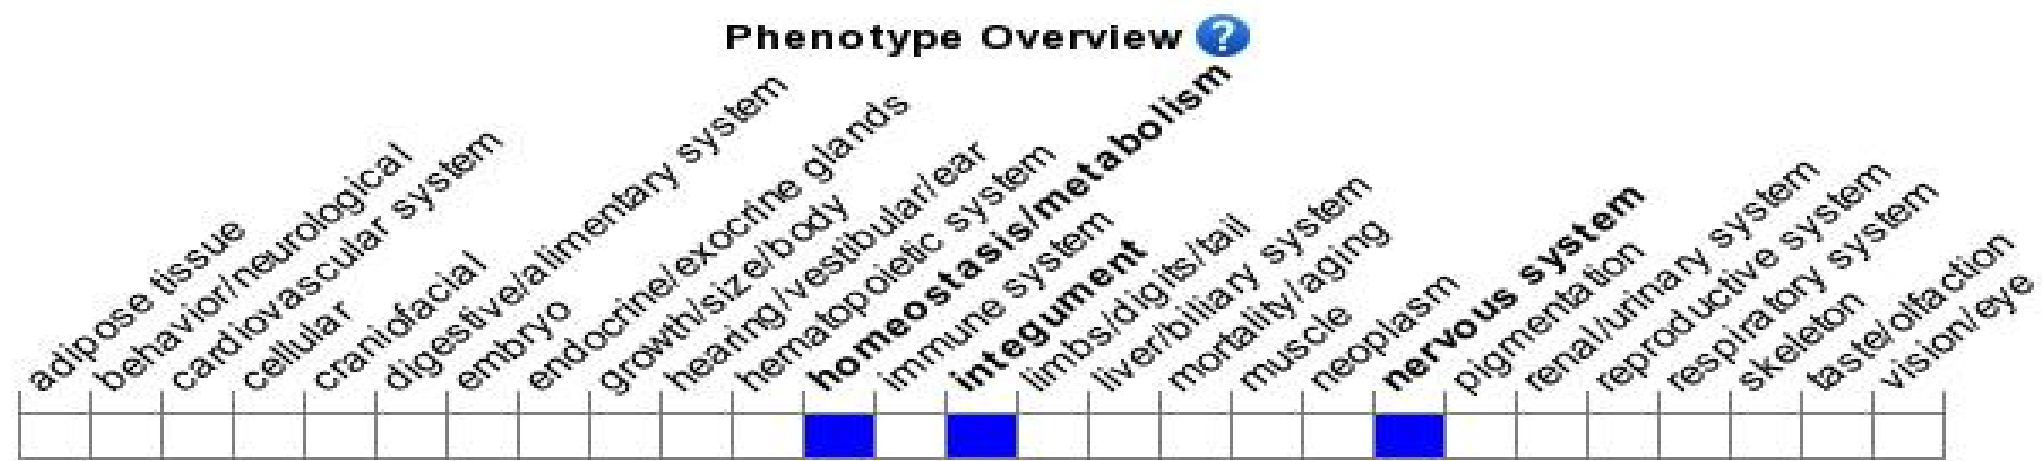 Phenotype Overview ?
adipose tissue
behavior/neurological
cardiovascular system
cellular
craniofacial
digestive/alimentary system
embryo
endocrine/exocrine glands
growth/size/body
hearing/vestibular/ear
hematopoietic system
homeostasis/metabolism
immune system
integument
limbs/digits/tail
liver/biliary system
mortality/aging
muscle
neoplasm
nervous system
pigmentation
renal/urinary system
reproductive system
respiratory system
skeleton
taste/olfaction
vision/eye